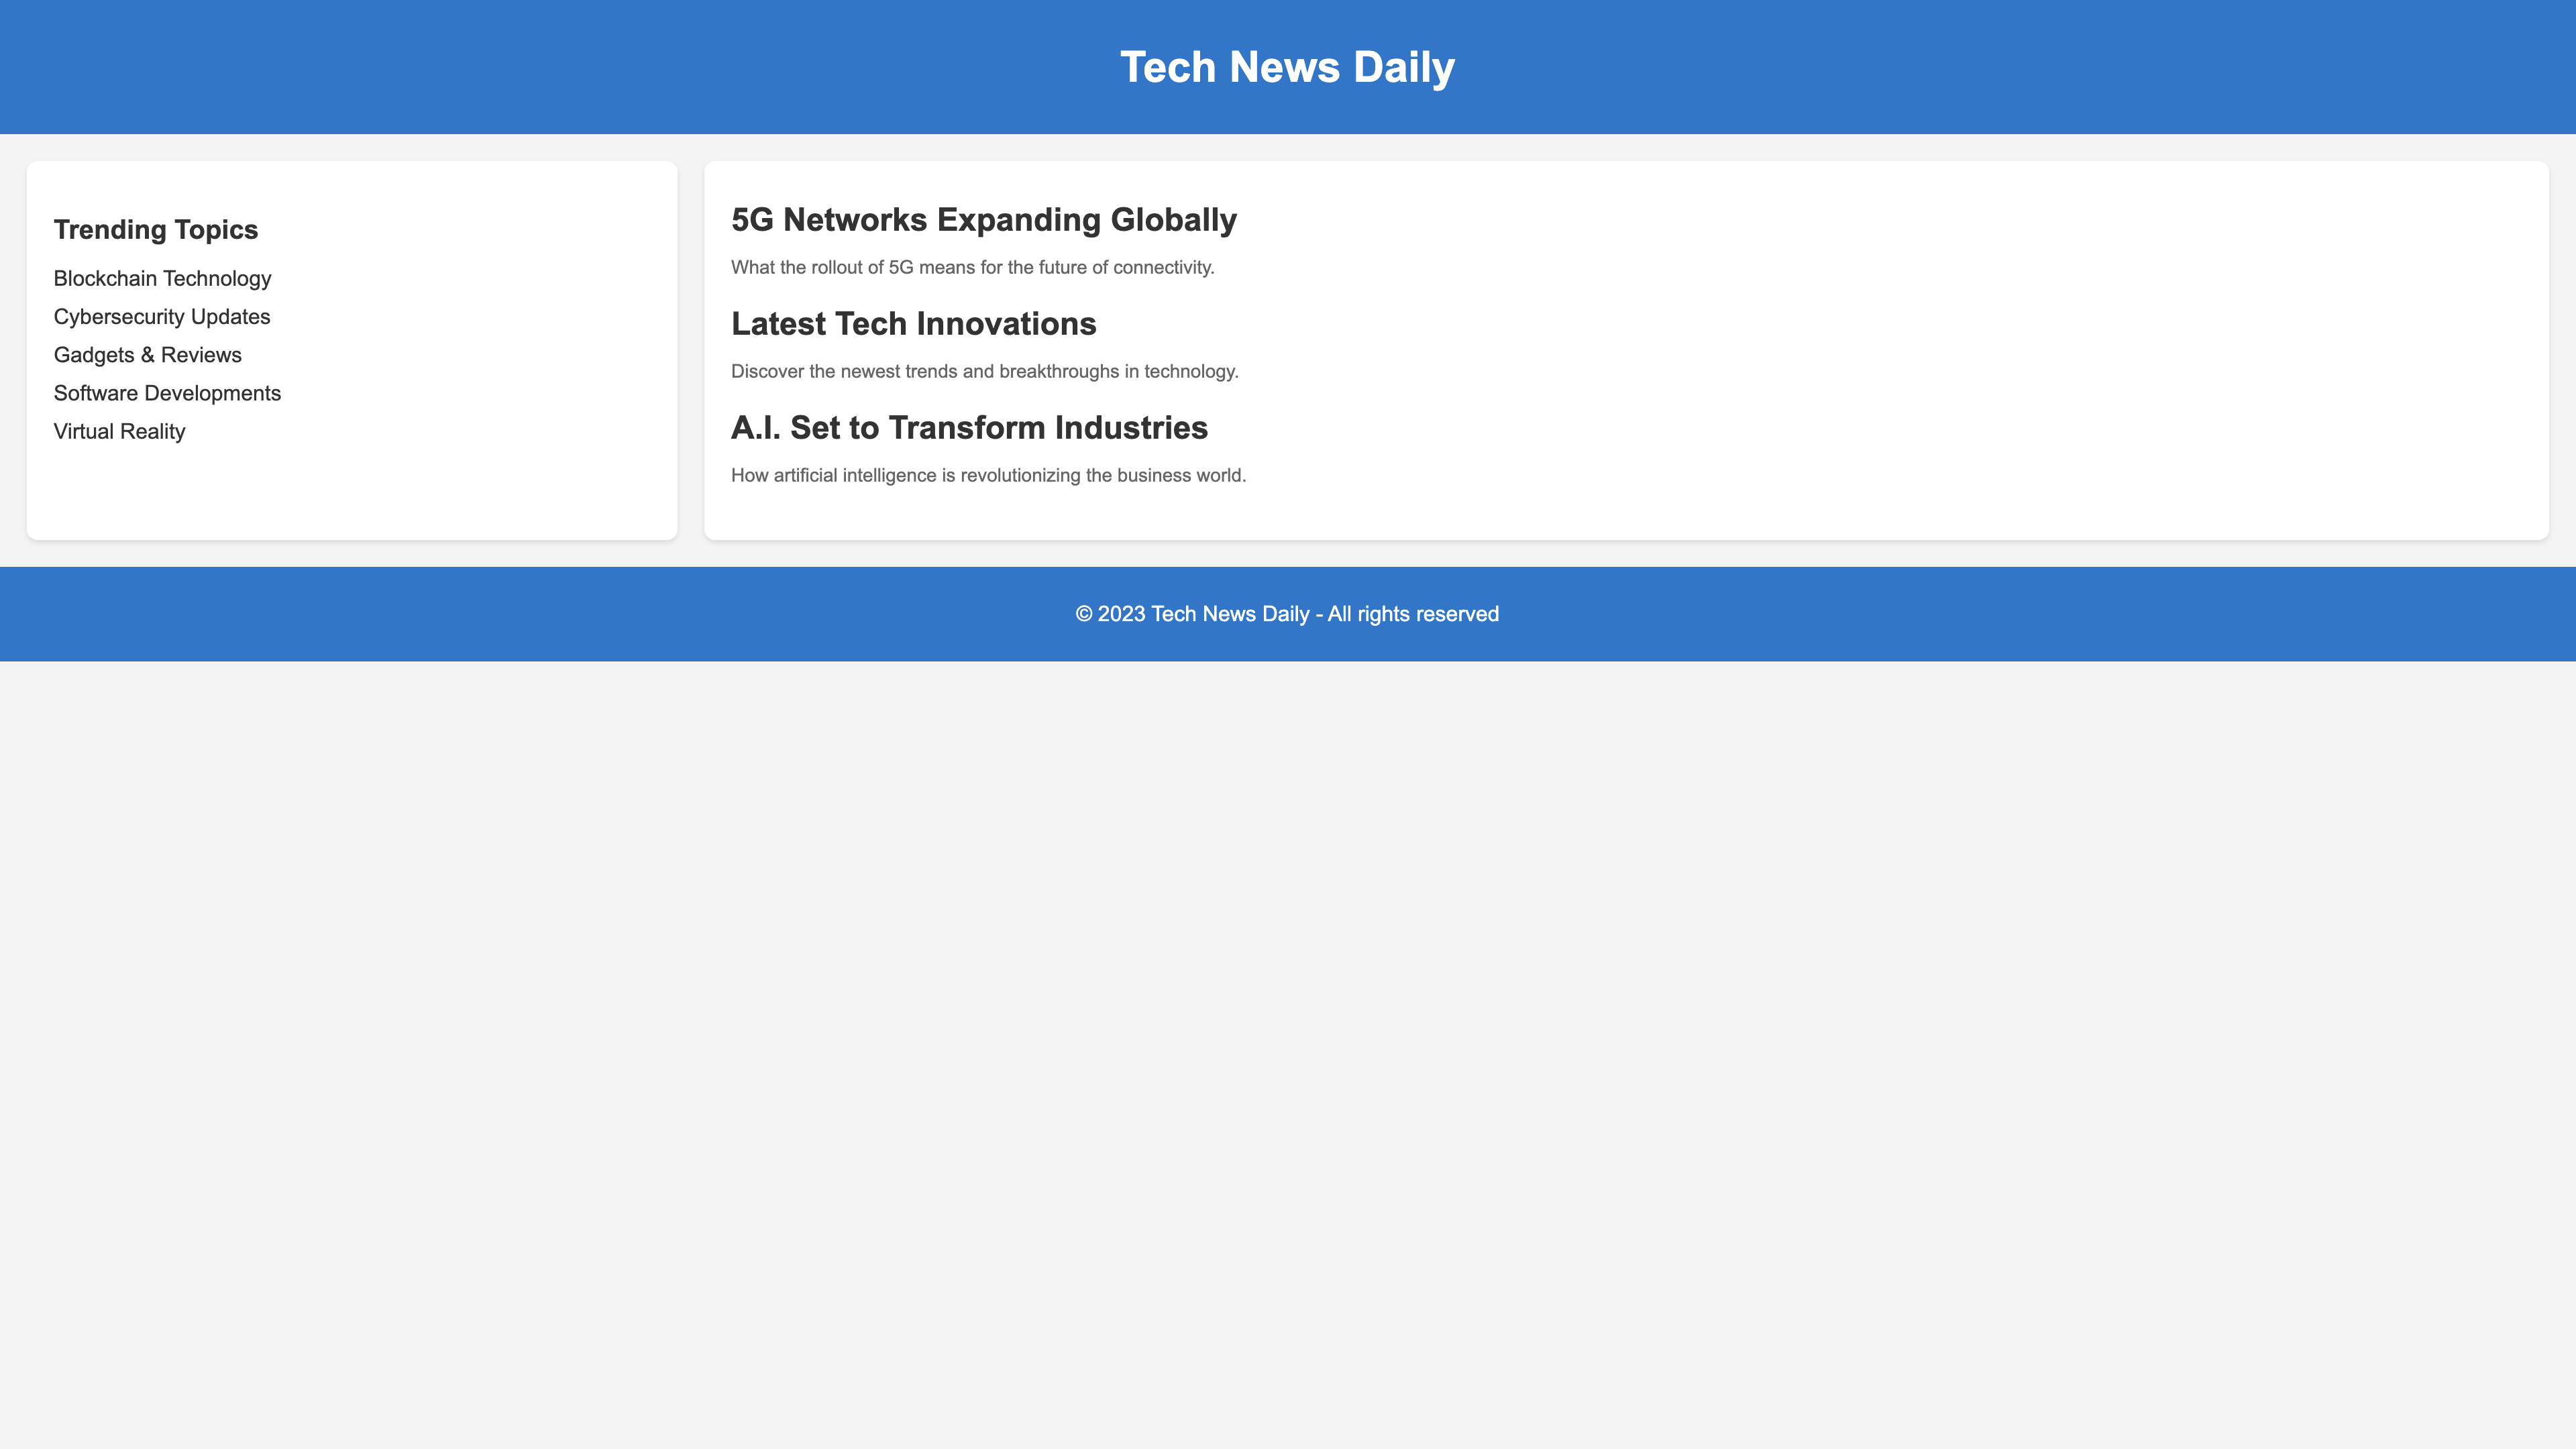 Tech News Daily
Trending Topics
Blockchain Technology
Cybersecurity Updates
Gadgets & Reviews
Software Developments
Virtual Reality
5G Networks Expanding Globally
What the rollout of 5G means for the future of connectivity.
Latest Tech Innovations
Discover the newest trends and breakthroughs in technology.
A.I. Set to Transform Industries
How artificial intelligence is revolutionizing the business world.
© 2023 Tech News Daily - All rights reserved